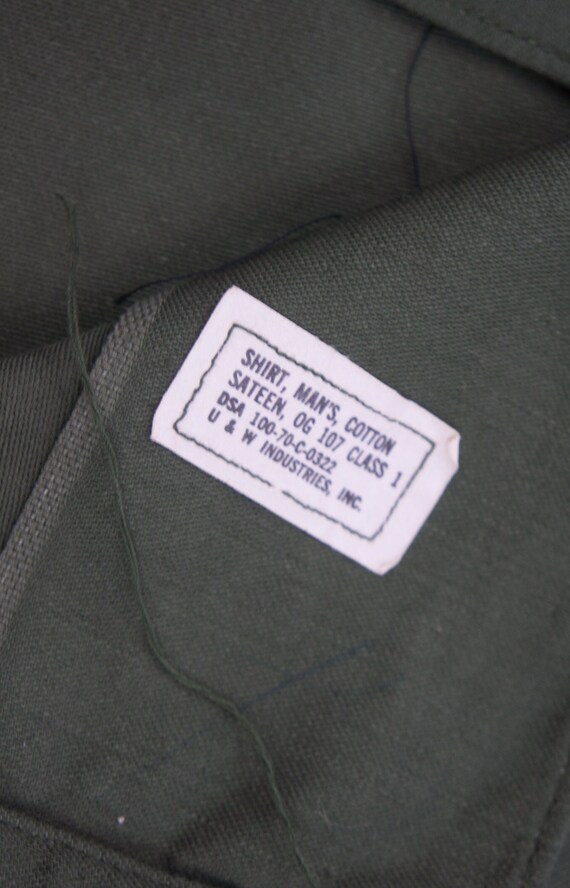 SHIRT, MAN'S, COTTON
SATEEN, OG 107 CLASS 1
DSA 100-70-C-0322
U & W INDUSTRIES, INC.